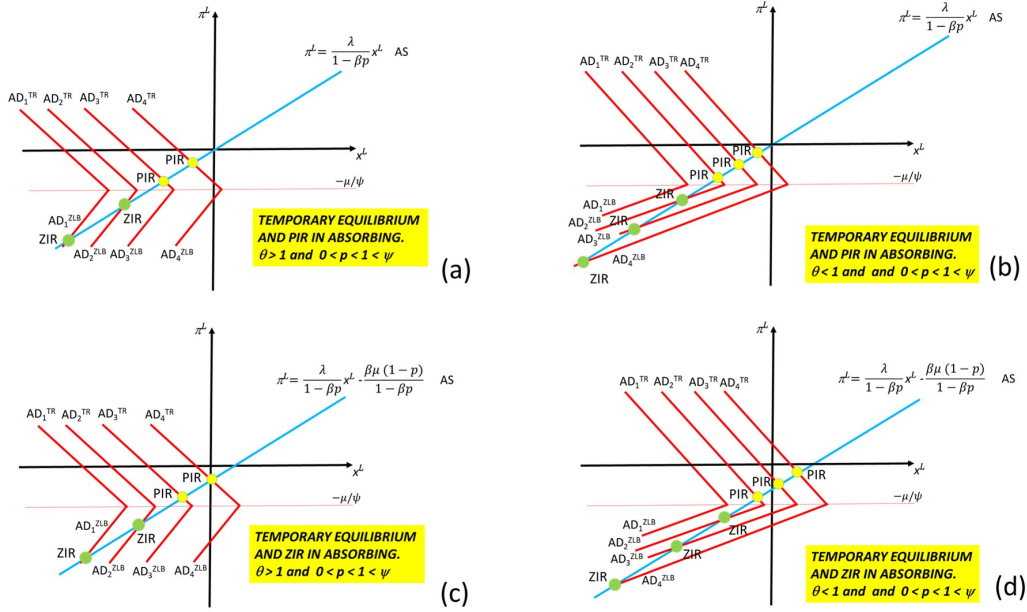 π^L
π^L = \frac{λ}{1 − βp} x^L AS
AD₁^TR AD₂^TR AD₃^TR AD₄^TR
PIR
x^L
PIR
−μ/ψ
ZIR
AD₁^ZLB
ZIR
AD₂^ZLB AD₃^ZLB AD₄^ZLB
TEMPORARY EQUILIBRIUM
AND PIR IN ABSORBING.
θ > 1 and 0 < p < 1 < ψ
(a)
π^L
π^L = \frac{λ}{1 − βp} x^L AS
AD₁^TR AD₂^TR AD₃^TR AD₄^TR
PIR
PIR
x^L
PIR
−μ/ψ
ZIR
AD₁^ZLB
AD₂^ZLB
ZIR
AD₃^ZLB
AD₄^ZLB
ZIR
TEMPORARY EQUILIBRIUM
AND PIR IN ABSORBING.
θ < 1 and and 0 < p < 1 < ψ
(b)
π^L
π^L = \frac{λ}{1 − βp} x^L - \frac{βμ (1 − p)}{1 − βp} AS
AD₁^TR AD₂^TR AD₃^TR AD₄^TR
x^L
PIR
PIR
−μ/ψ
AD₁^ZLB
ZIR
ZIR
AD₂^ZLB AD₃^ZLB AD₄^ZLB
TEMPORARY EQUILIBRIUM
AND ZIR IN ABSORBING.
θ > 1 and 0 < p < 1 < ψ
(c)
π^L
π^L = \frac{λ}{1 − βp} x^L - \frac{βμ (1 − p)}{1 − βp} AS
AD₁^TR AD₂^TR AD₃^TR AD₄^TR
x^L
PIR
PIR
PIR
−μ/ψ
ZIR
AD₁^ZLB
AD₂^ZLB
AD₃^ZLB
ZIR
ZIR
AD₄^ZLB
TEMPORARY EQUILIBRIUM
AND ZIR IN ABSORBING.
θ < 1 and and 0 < p < 1 < ψ
(d)